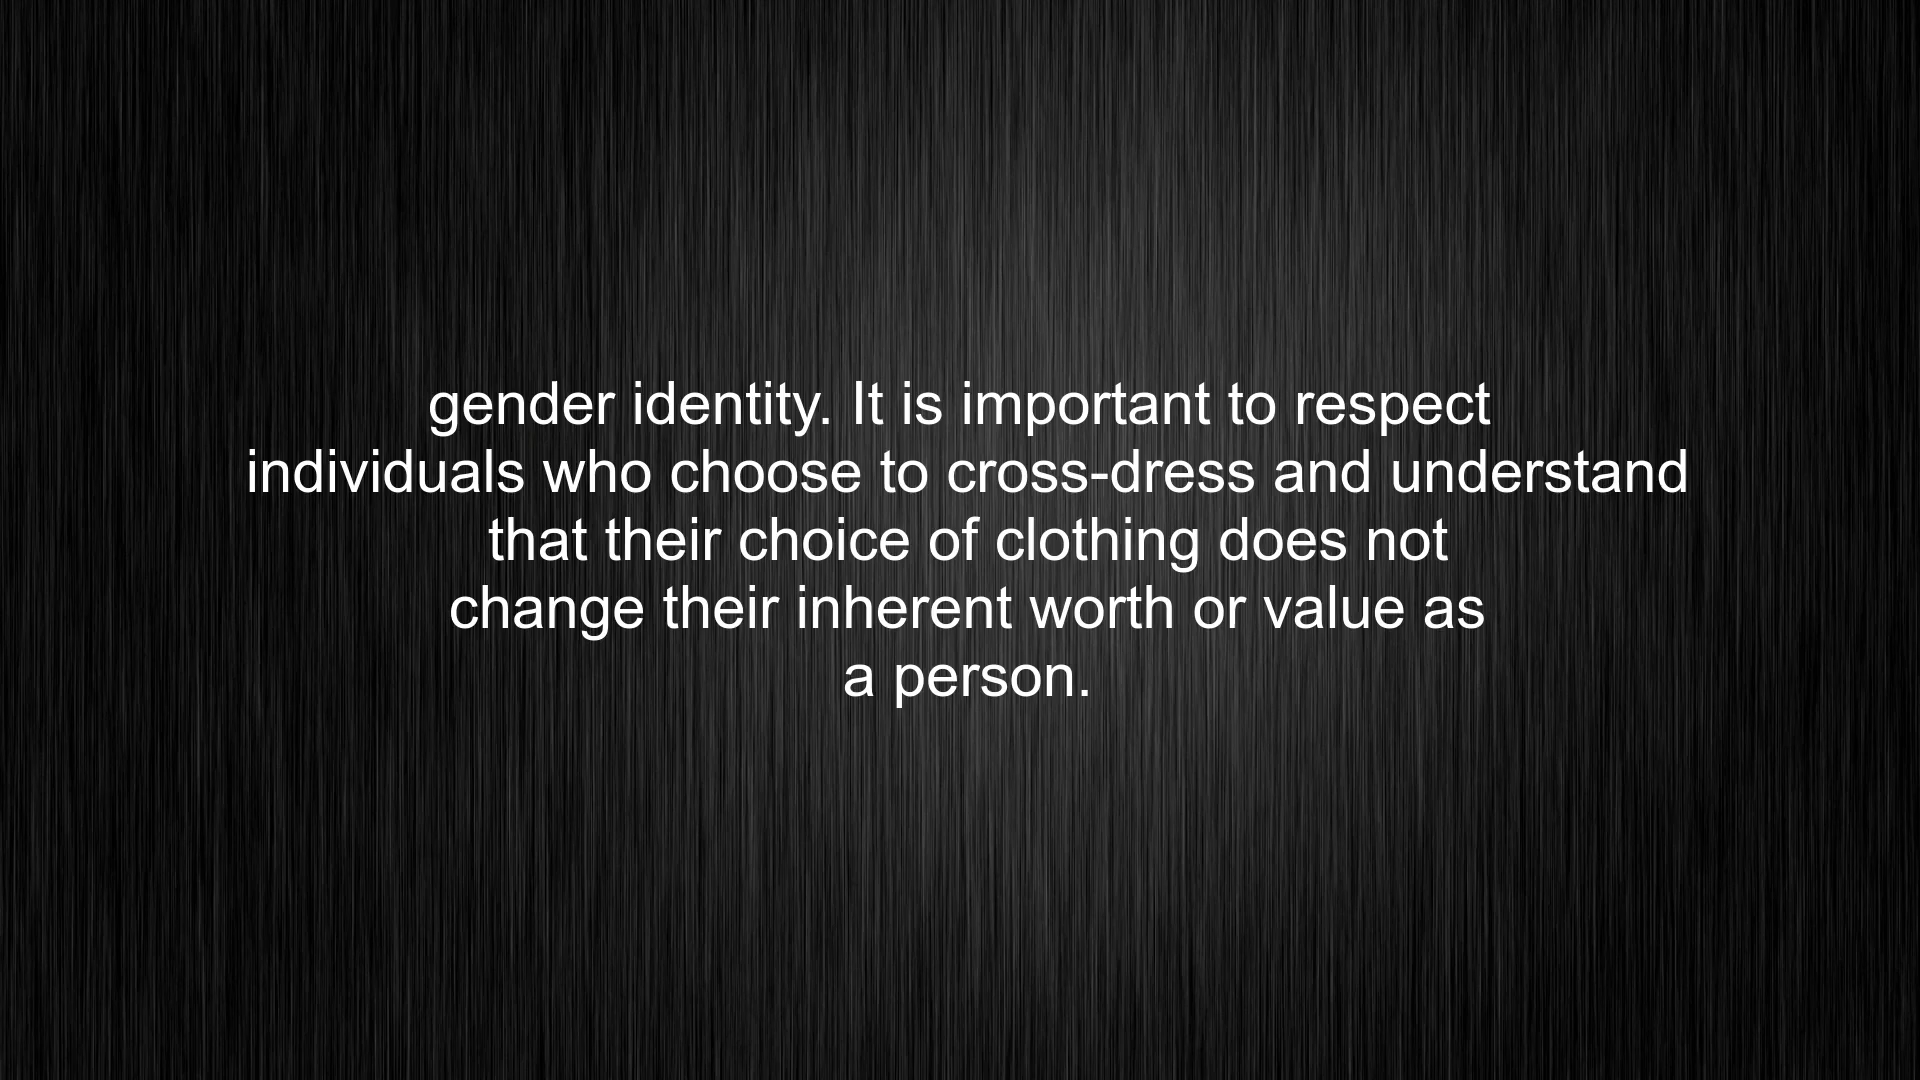 gender identity. It is important to respect
individuals who choose to cross-dress and understand
that their choice of clothing does not
change their inherent worth or value as
a person.